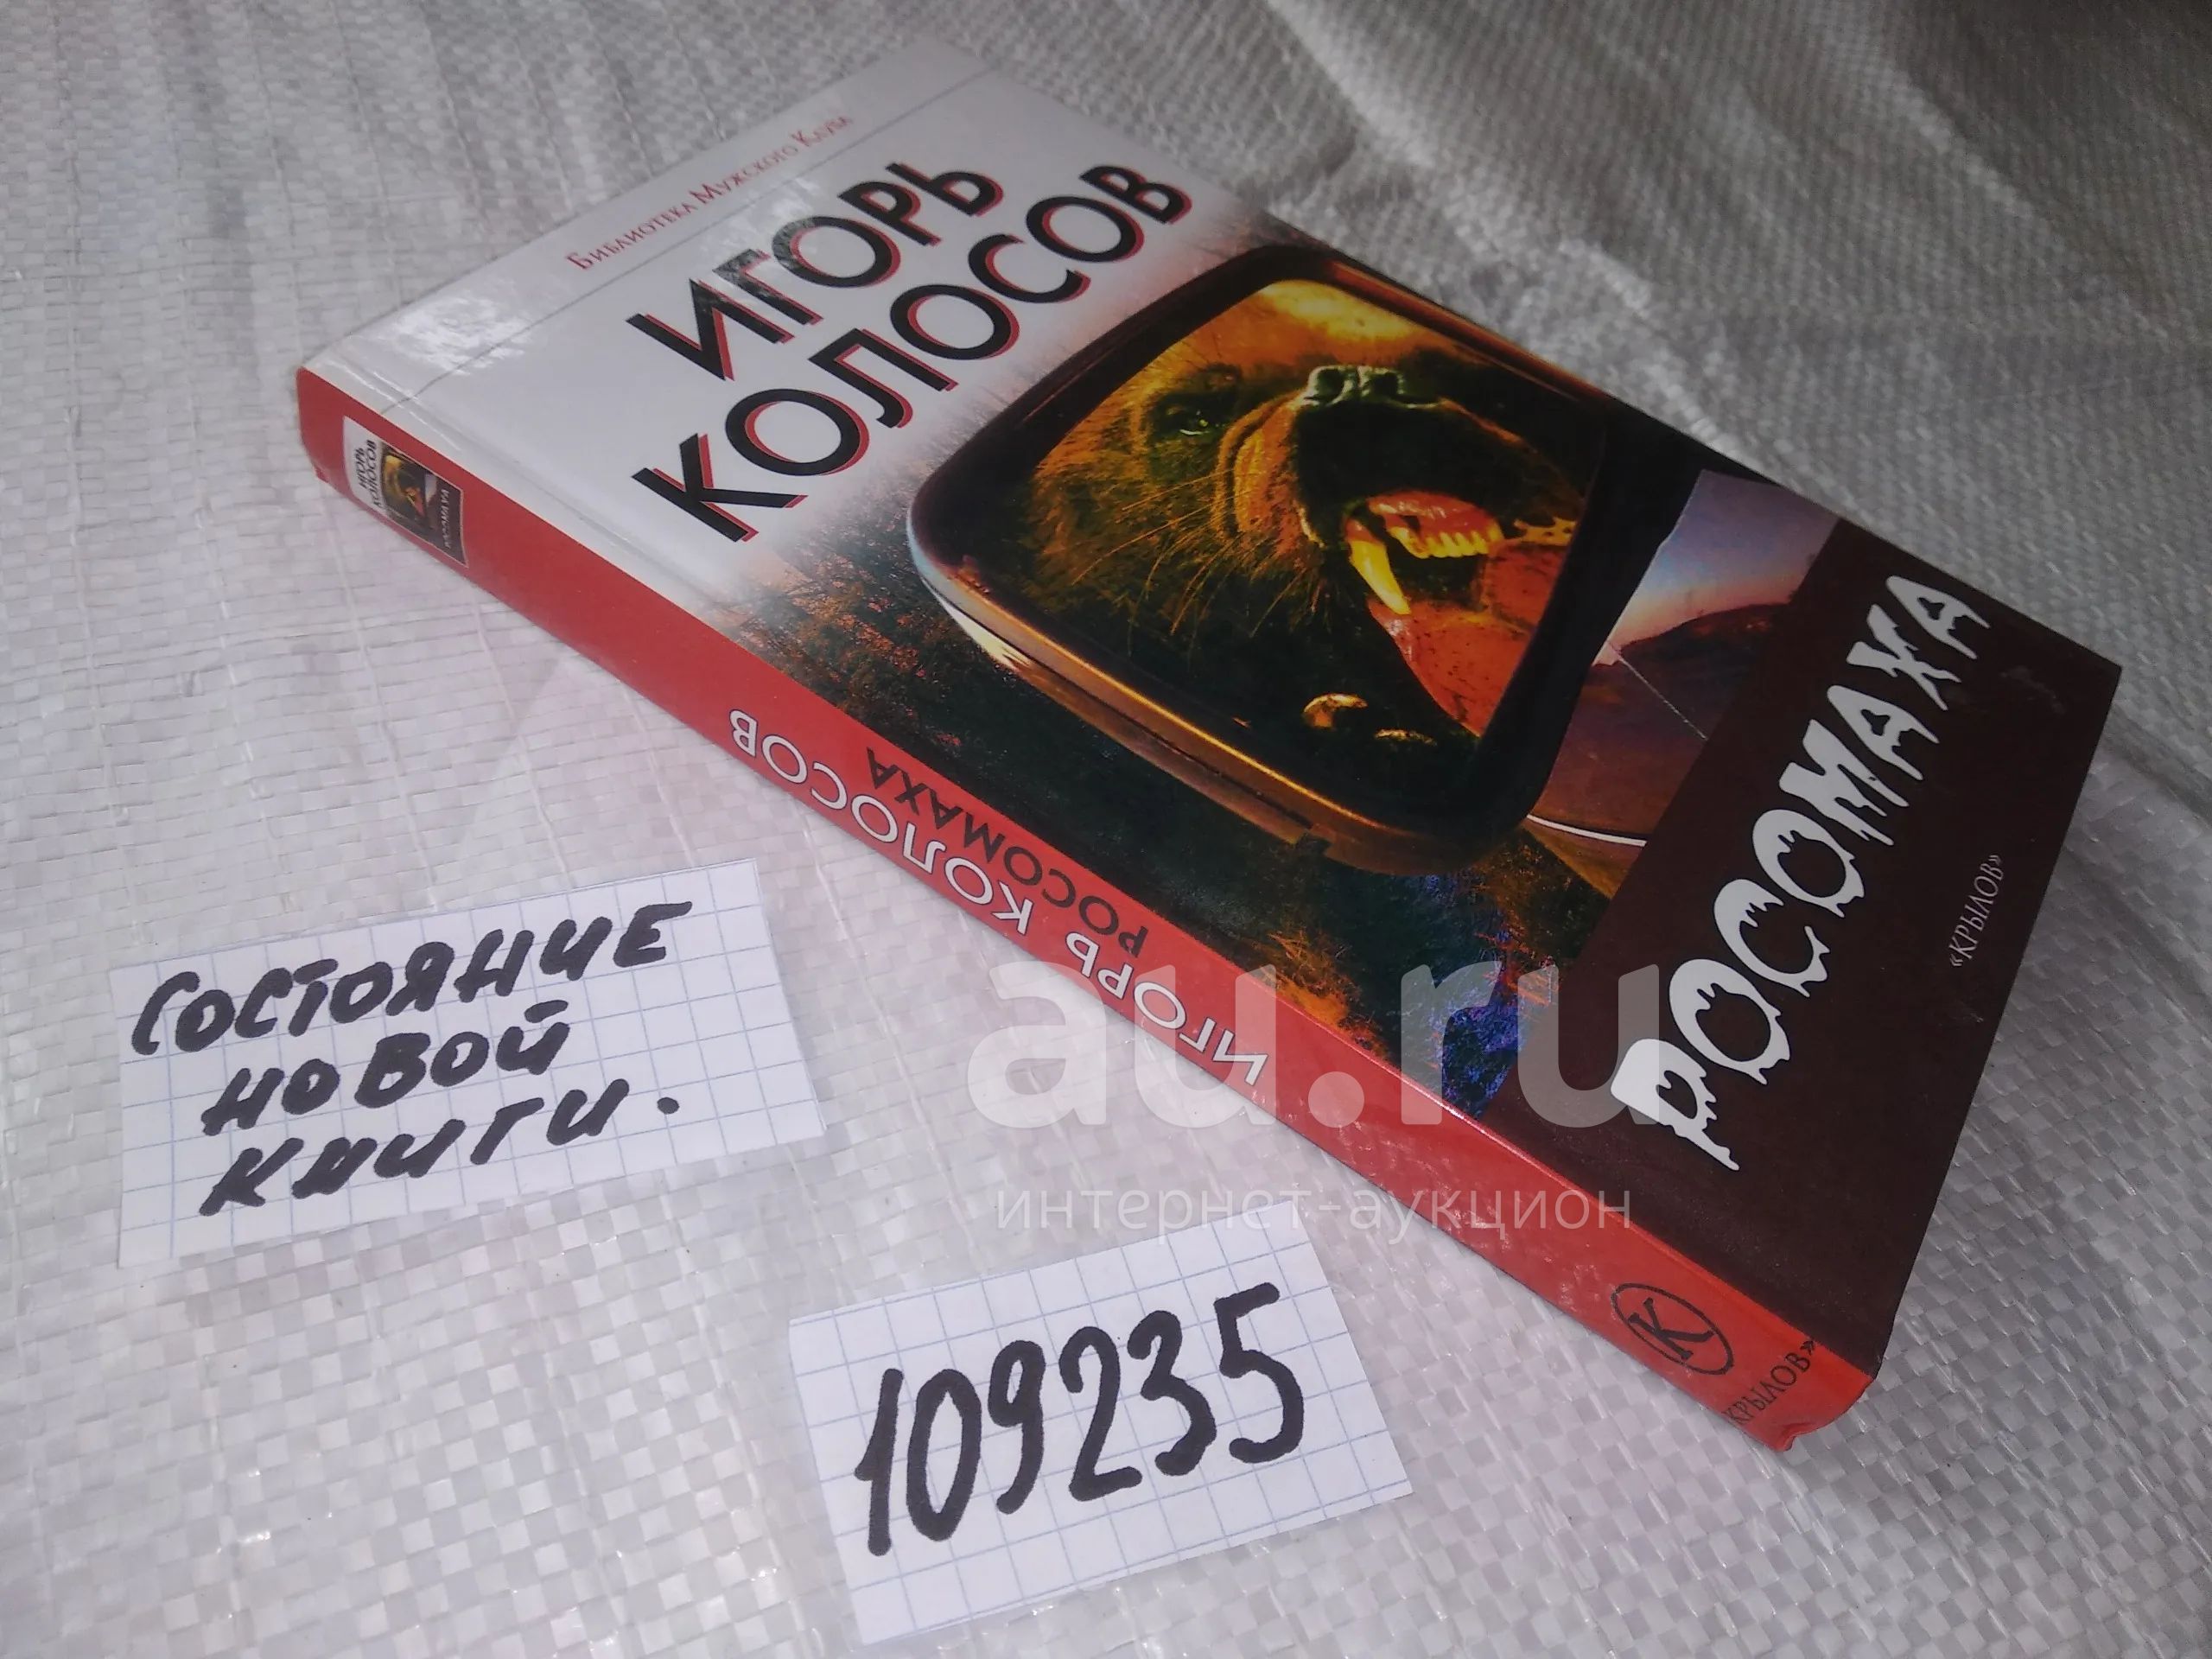 Библиотека Мужского Клуба
ИГОРЬ
КОЛОСОВ
РОСОМАХА
«КРЫЛОВ»
ИГОРЬ
КОЛОСОВ
РОСОМАХА
ИГОРЬ КОЛОСОВ
РОСОМАХА
К
КРЫЛОВ»
СОСТОЯНИЕ
НОВОЙ
КНИГИ.
109235
au.ru
интернет-аукцион